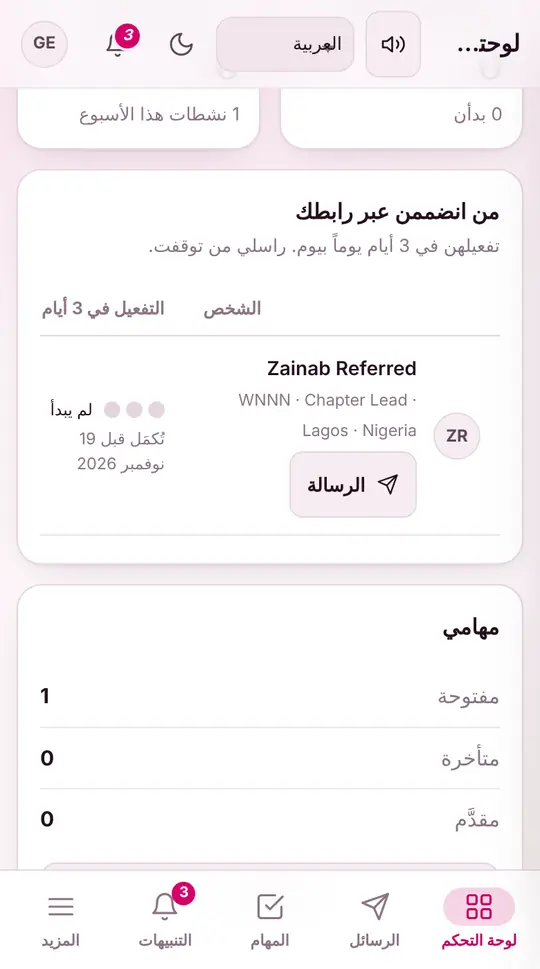 لوحتـ...
العربية
3
GE
0 بدأن
1 نشطات هذا الأسبوع
من انضممن عبر رابطك
تفعيلهن في 3 أيام يوماً بيوم. راسلي من توقفت.
الشخص
التفعيل في 3 أيام
ZR
Zainab Referred
WNNN · Chapter Lead ·
Lagos · Nigeria
الرسالة
لم يبدأ
تُكمَل قبل 19
نوفمبر 2026
مهامي
مفتوحة 1
متأخرة 0
مقدَّم 0
3
لوحة التحكم
الرسائل
المهام
التنبيهات
المزيد